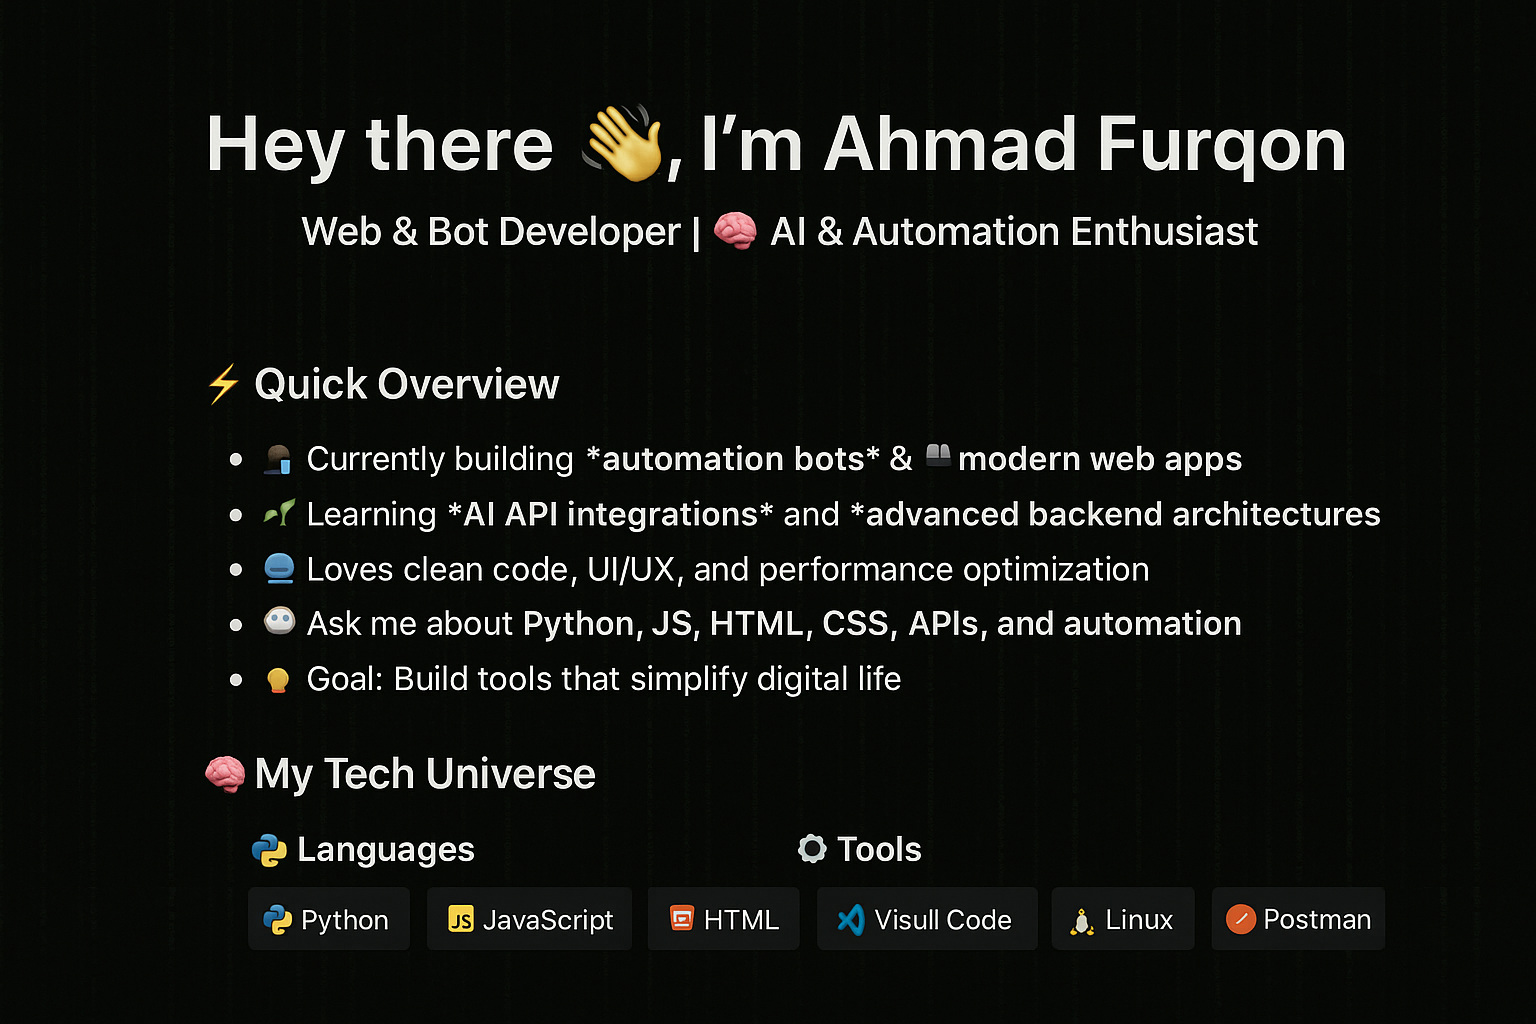 Hey there 👋, I’m Ahmad Furqon
Web & Bot Developer | 🧠 AI & Automation Enthusiast
⚡ Quick Overview
• Currently building *automation bots* & modern web apps
• 🌱 Learning *AI API integrations* and *advanced backend architectures
• Loves clean code, UI/UX, and performance optimization
• Ask me about Python, JS, HTML, CSS, APIs, and automation
• Goal: Build tools that simplify digital life
🧠 My Tech Universe
Languages
Tools
Python
JS JavaScript
HTML
Visull Code
Linux
Postman